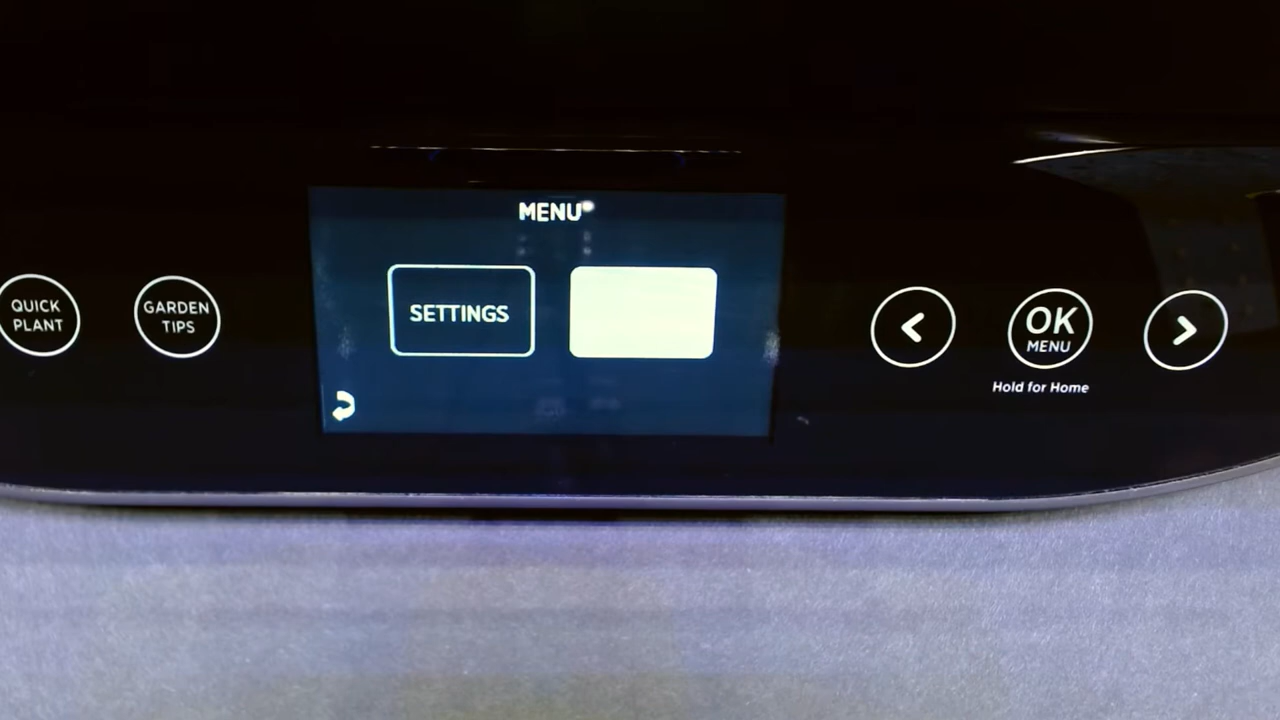 MENU
SETTINGS
QUICK
PLANT
GARDEN
TIPS
OK
MENU
Hold for Home